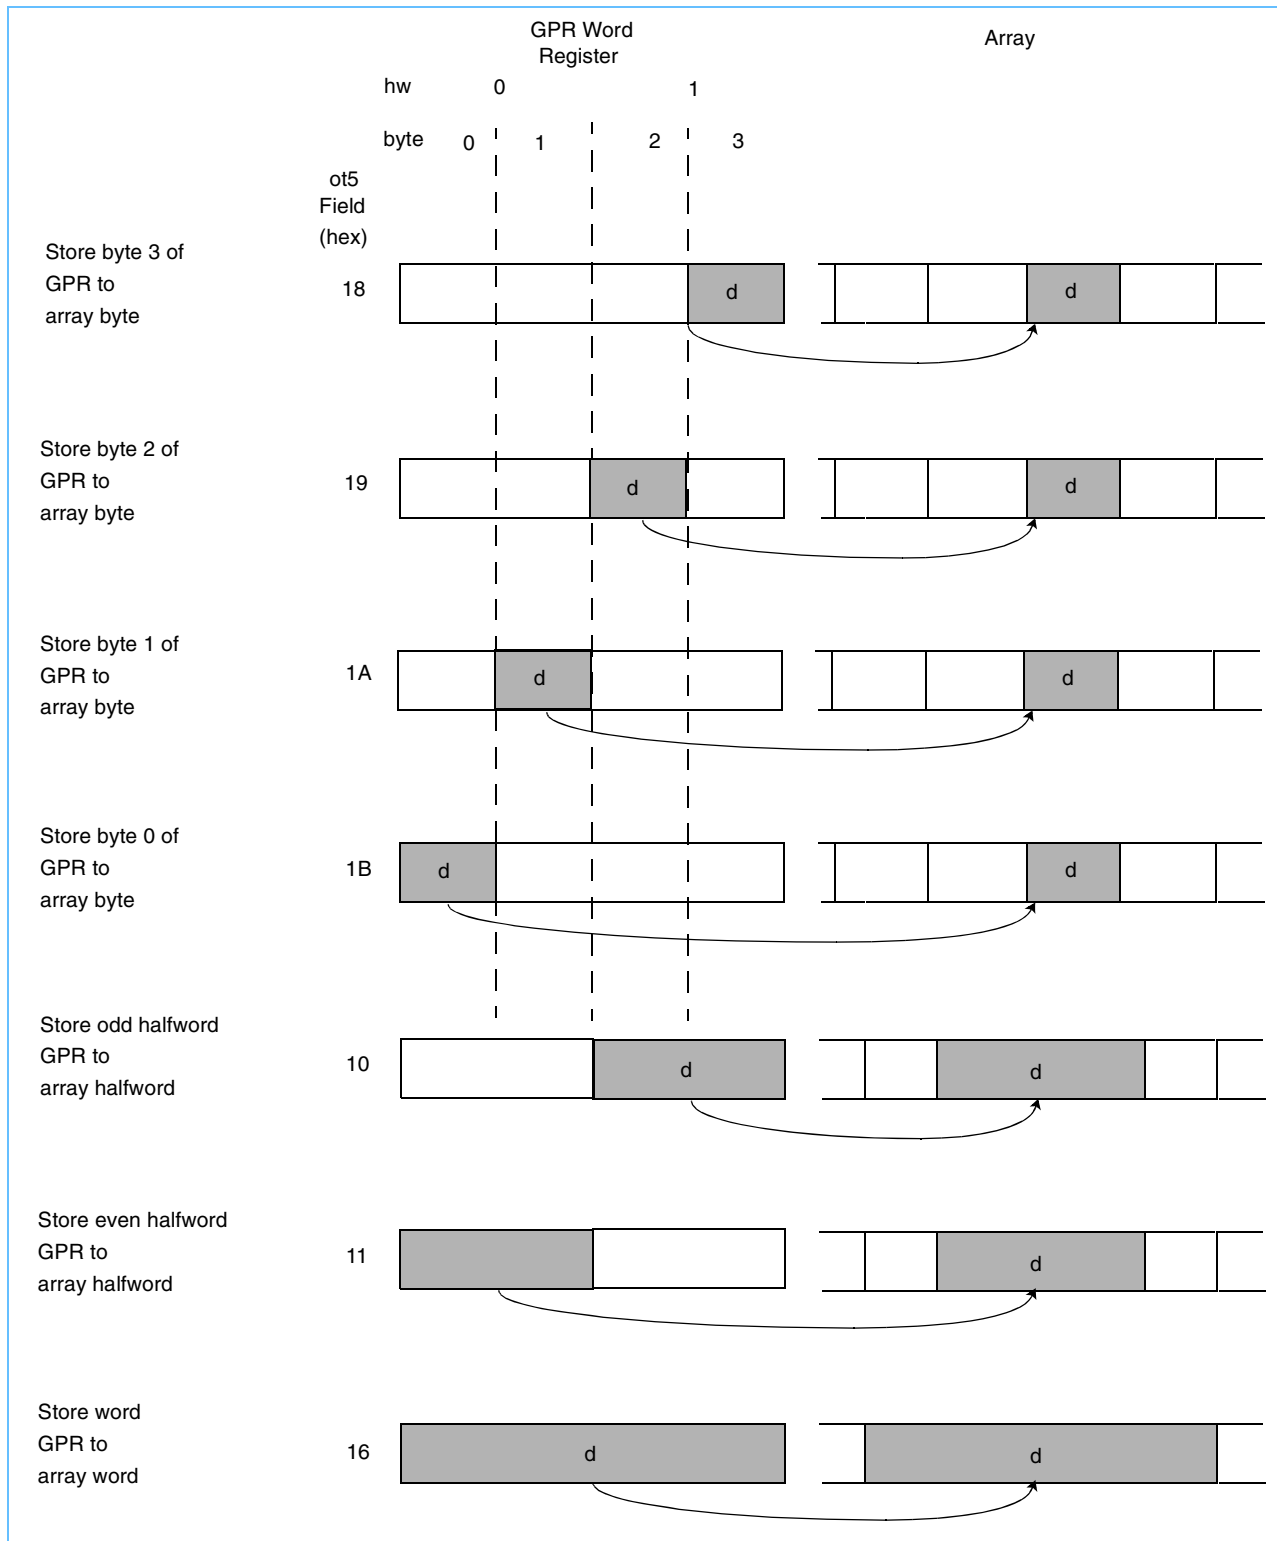 GPR Word
Register
Array
hw 0 1
byte 0 1 2 3
ot5
Field
(hex)
Store byte 3 of
GPR to
array byte
18
d
d
Store byte 2 of
GPR to
array byte
19
d
d
Store byte 1 of
GPR to
array byte
1A
d
d
Store byte 0 of
GPR to
array byte
1B
d
d
Store odd halfword
GPR to
array halfword
10
d
d
Store even halfword
GPR to
array halfword
11
d
Store word
GPR to
array word
16
d
d